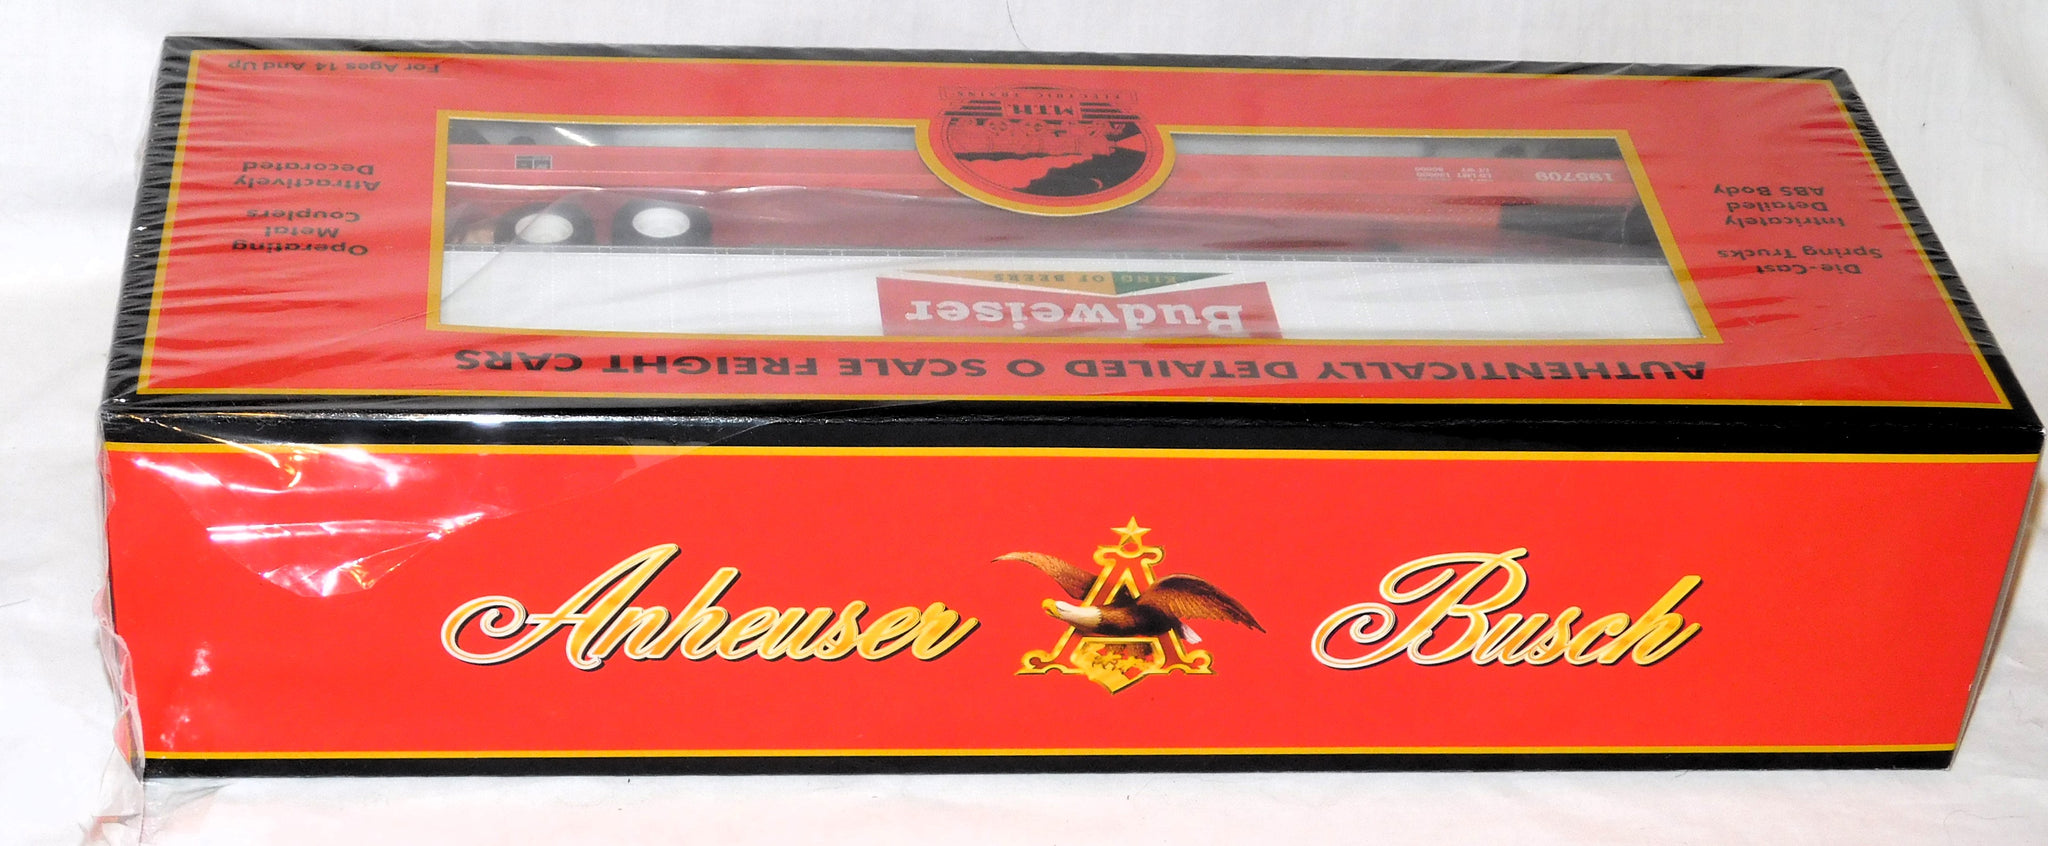 For Ages 14 And Up
M.T.H.
ELECTRIC TRAINS
AUTHENTICALLY DETAILED O SCALE FREIGHT CARS
Die-Cast
Spring Trucks
Intricately
Detailed
ABS Body
Operating
Metal
Couplers
Attractively
Decorated
195709
Budweiser
KING OF BEERS
Anheuser Busch